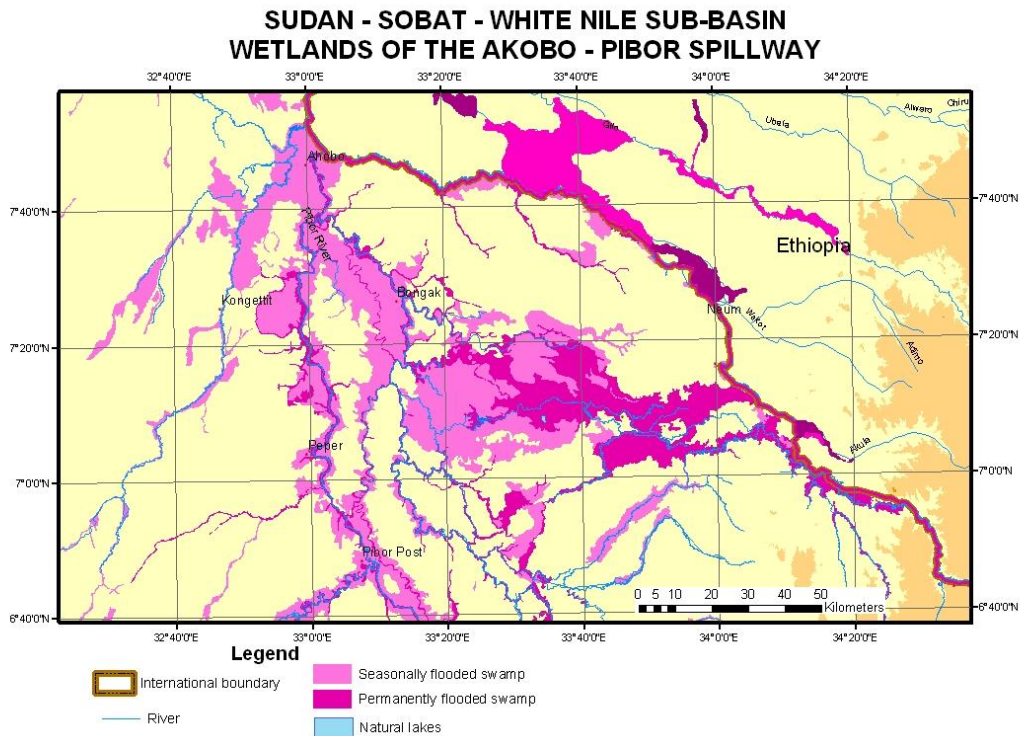 SUDAN - SOBAT - WHITE NILE SUB-BASIN
WETLANDS OF THE AKOBO - PIBOR SPILLWAY
32°40'0"E 33°0'0"E 33°20'0"E 33°40'0"E 34°0'0"E 34°20'0"E
Chiru
Alwero
Ubela
Gilo
Ahobo
7°40'0"N 7°40'0"N
Pibor River
Ethiopia
Kongettit
Bongak
Neum
Wakat
7°20'0"N 7°20'0"N
Adimo
Peper
Akula
7°0'0"N 7°0'0"N
Pibor Post
0 5 10 20 30 40 50
Kilometers
6°40'0"N 6°40'0"N
32°40'0"E 33°0'0"E 33°20'0"E 33°40'0"E 34°0'0"E 34°20'0"E
Legend
International boundary
River
Seasonally flooded swamp
Permanently flooded swamp
Natural lakes